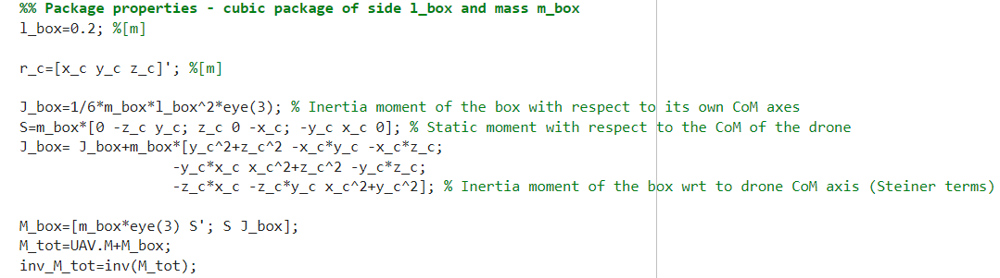 %% Package properties - cubic package of side l_box and mass m_box
l_box=0.2; %[m]
r_c=[x_c y_c z_c]'; %[m]
J_box=1/6*m_box*l_box^2*eye(3); % Inertia moment of the box with respect to its own CoM axes
S=m_box*[0 -z_c y_c; z_c 0 -x_c; -y_c x_c 0]; % Static moment with respect to the CoM of the drone
J_box= J_box+m_box*[y_c^2+z_c^2 -x_c*y_c -x_c*z_c;
-y_c*x_c x_c^2+z_c^2 -y_c*z_c;
-z_c*x_c -z_c*y_c x_c^2+y_c^2]; % Inertia moment of the box wrt to drone CoM axis (Steiner terms)
M_box=[m_box*eye(3) S'; S J_box];
M_tot=UAV.M+M_box;
inv_M_tot=inv(M_tot);